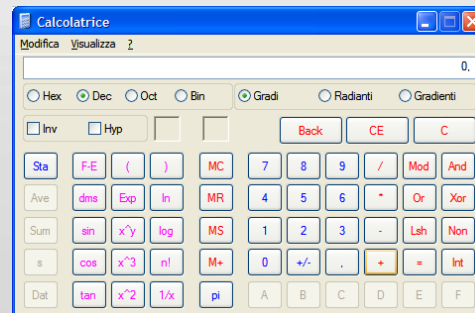 Calcolatrice
Modifica Visualizza ?
0,
Hex Dec Oct Bin Gradi Radianti Gradienti
Inv Hyp Back CE C
Sta F-E ( ) MC 7 8 9 / Mod And
Ave dms Exp ln MR 4 5 6 * Or Xor
Sum sin x^y log MS 1 2 3 - Lsh Non
s cos x^3 n! M+ 0 +/- , + = Int
Dat tan x^2 1/x pi A B C D E F